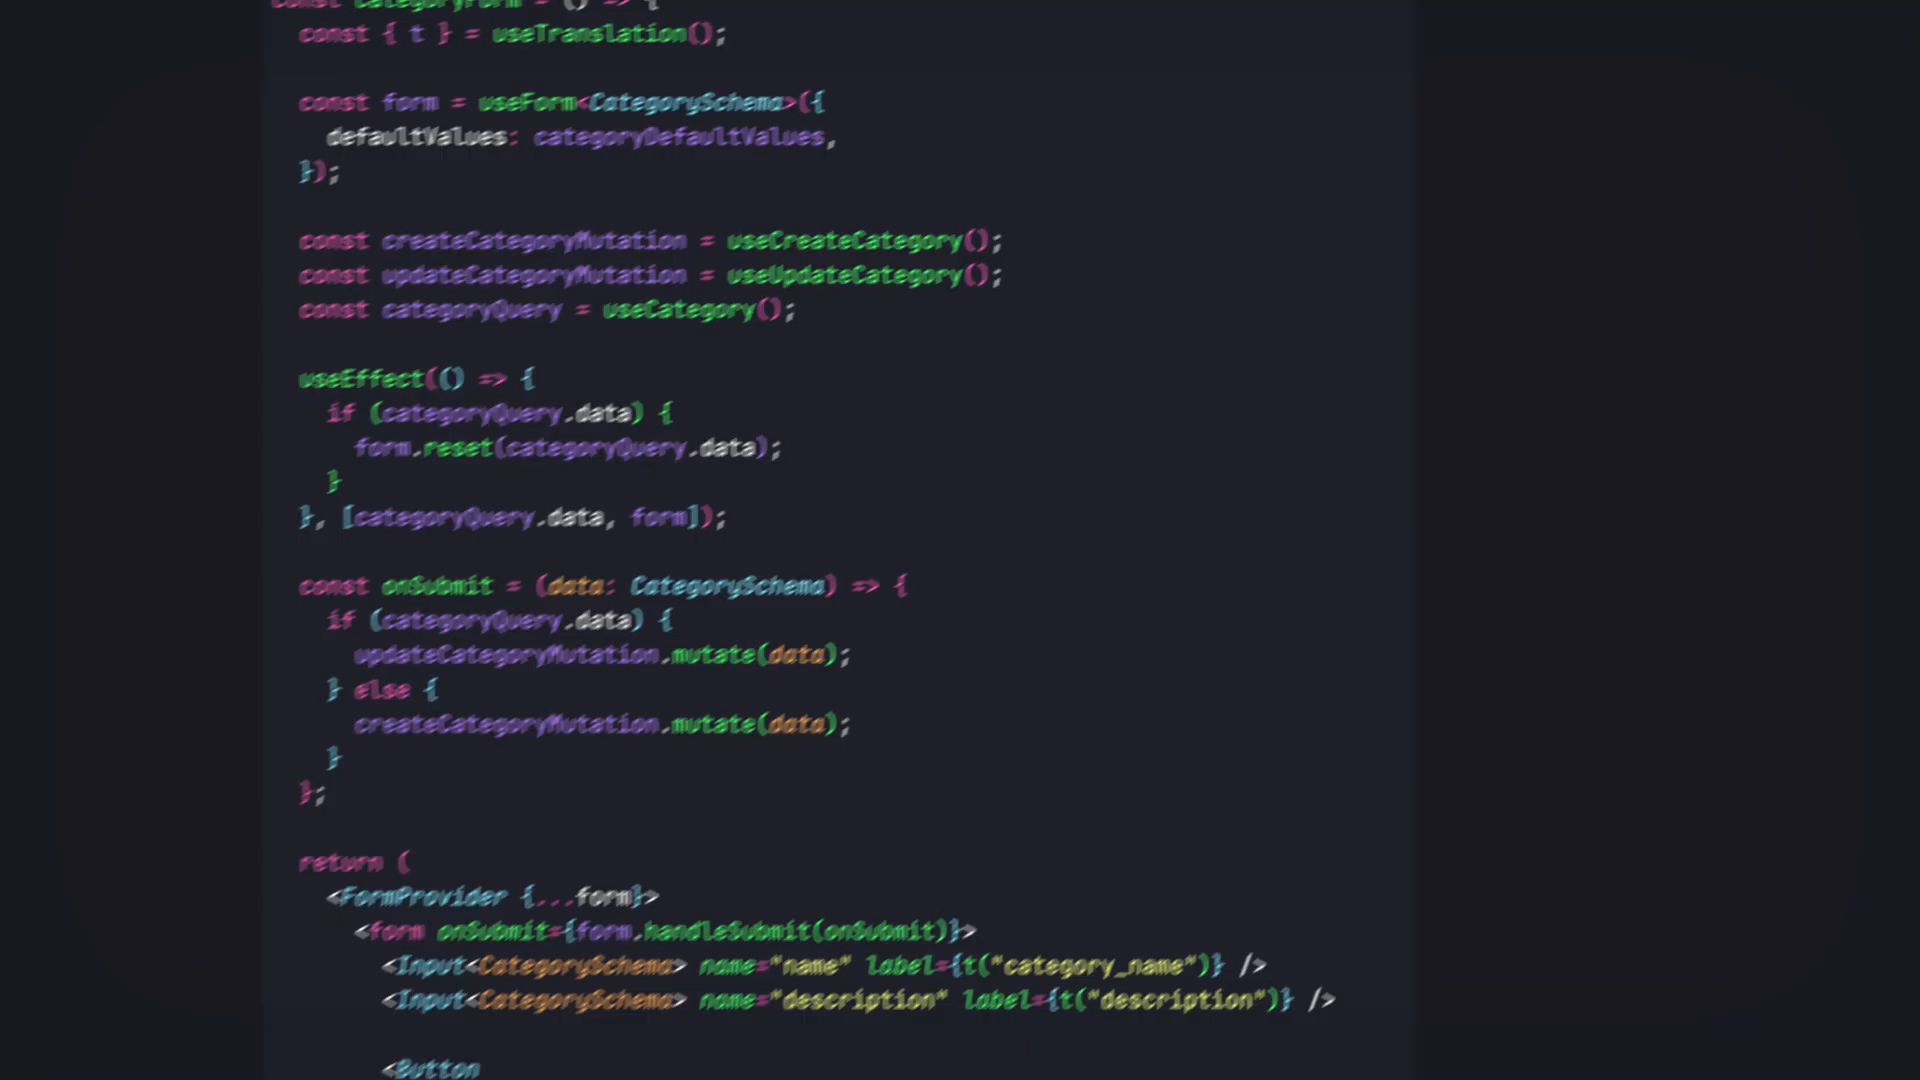 const categoryForm = () => {
const { t } = useTranslation();
const form = useForm<CategorySchema>({
defaultValues: categoryDefaultValues,
});
const createCategoryMutation = useCreateCategory();
const updateCategoryMutation = useUpdateCategory();
const categoryQuery = useCategory();
useEffect(() => {
if (categoryQuery.data) {
form.reset(categoryQuery.data);
}
}, [categoryQuery.data, form]);
const onSubmit = (data: CategorySchema) => {
if (categoryQuery.data) {
updateCategoryMutation.mutate(data);
} else {
createCategoryMutation.mutate(data);
}
};
return (
<FormProvider {...form}>
<form onSubmit={form.handleSubmit(onSubmit)}>
<Input<CategorySchema> name="name" label={t("category_name")} />
<Input<CategorySchema> name="description" label={t("description")} />
<Button